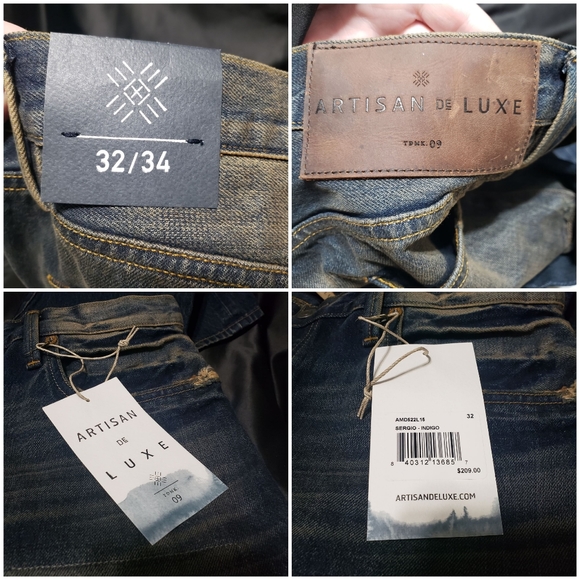 32/34
ARTISAN DE LUXE
TDMK. 09
ARTISAN
DE
LUXE
TDMK.
09
AMD522L15 32
SERGIO - INDIGO
8 40312 13685 7
$209.00
ARTISANDELUXE.COM